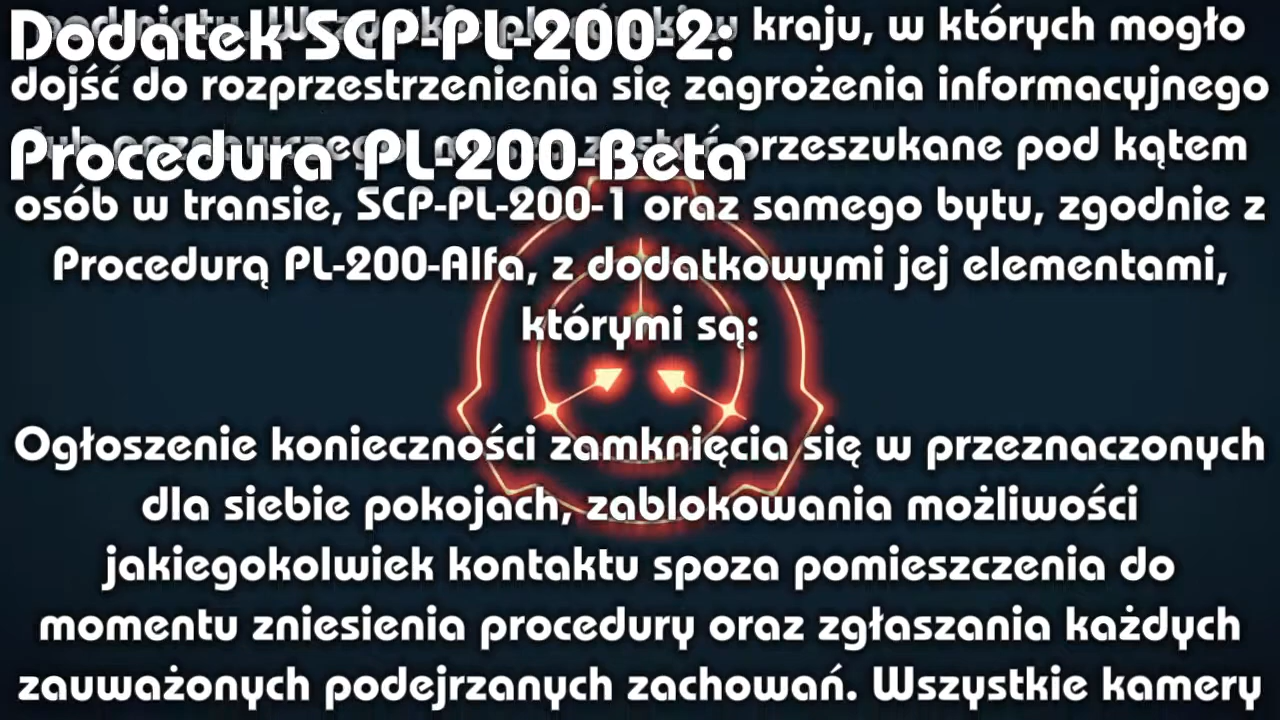 Dodatek SCP-PL-200-2:
kraju, w których mogło
dojść do rozprzestrzenienia się zagrożenia informacyjnego
Procedura PL-200-Beta
przeszukane pod kątem
osób w transie, SCP-PL-200-1 oraz samego bytu, zgodnie z
Procedurą PL-200-Alfa, z dodatkowymi jej elementami,
którymi są:
Ogłoszenie konieczności zamknięcia się w przeznaczonych
dla siebie pokojach, zablokowania możliwości
jakiegokolwiek kontaktu spoza pomieszczenia do
momentu zniesienia procedury oraz zgłaszania każdych
zauważonych podejrzanych zachowań. Wszystkie kamery